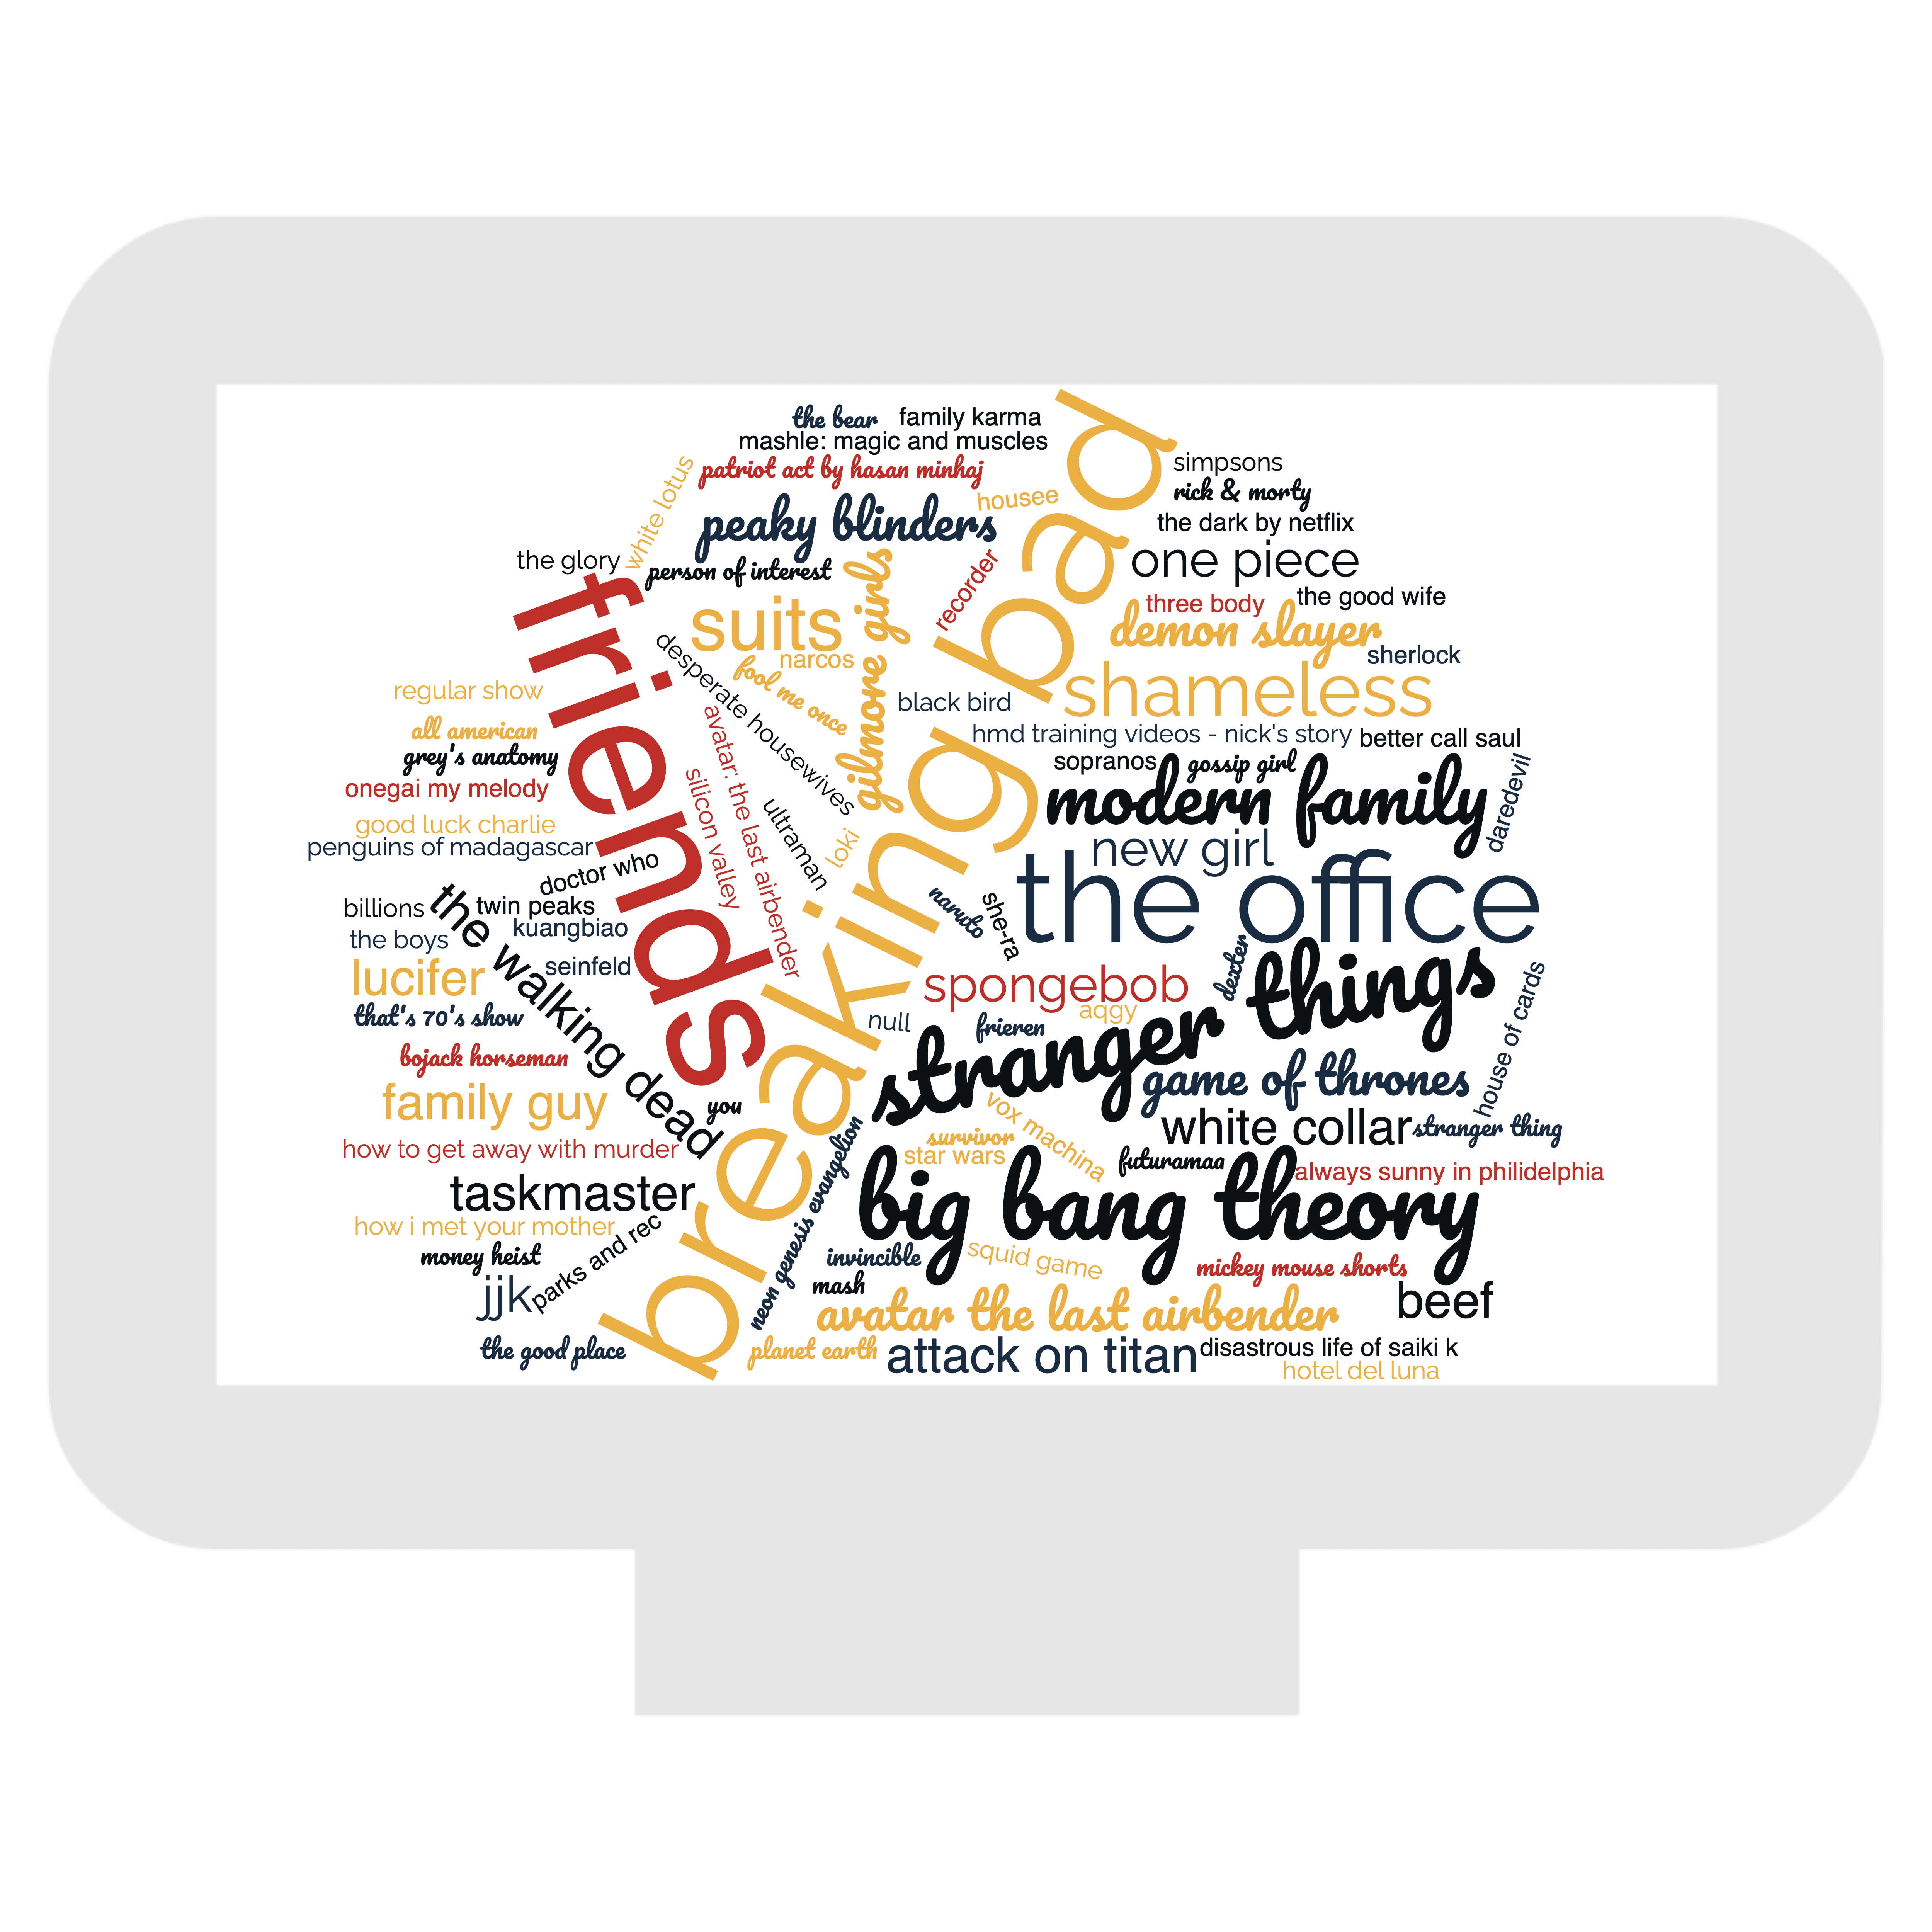 the bear
family karma
mashle: magic and muscles
patriot act by hasan minhaj
white lotus
housee
peaky blinders
the glory
person of interest
breaking bad
simpsons
rick & morty
the dark by netflix
one piece
three body
the good wife
demon slayer
sherlock
shameless
friends
suits
narcos
fool me once
desperate housewives
gilmore girls
recorder
black bird
hmd training videos - nick's story
better call saul
sopranos
gossip girl
modern family
daredevil
new girl
the office
regular show
all american
grey's anatomy
onegai my melody
good luck charlie
penguins of madagascar
doctor who
avatar: the last airbender
silicon valley
ultraman
loki
naruto
she-ra
billions
twin peaks
the boys
kuangbiao
the walking dead
lucifer
seinfeld
that's 70's show
bojack horseman
family guy
you
how to get away with murder
taskmaster
how i met your mother
parks and rec
money heist
jjk
the good place
spongebob
dexter
aqgy
null
frieren
stranger things
house of cards
game of thrones
vox machina
white collar
stranger thing
survivor
star wars
futuramaa
always sunny in philidelphia
neon genesis evangelion
big bang theory
invincible
squid game
mickey mouse shorts
mash
avatar the last airbender
beef
planet earth
attack on titan
disastrous life of saiki k
hotel del luna